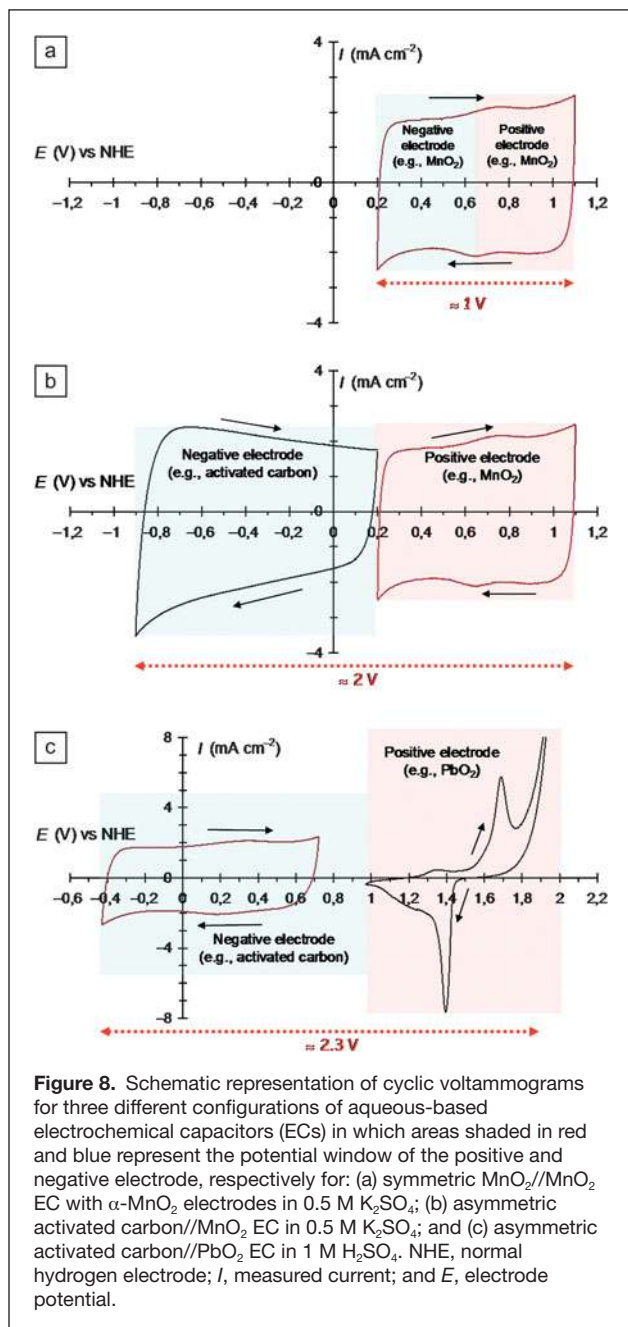 a
I (mA cm–2)
4
E (V) vs NHE
Negative electrode (e.g., MnO2)
Positive electrode (e.g., MnO2)
0
–1,2 –1 –0,8 –0,6 –0,4 –0,2 0 0,2 0,4 0,6 0,8 1 1,2
≈ 1 V
–4
b
I (mA cm–2)
4
Negative electrode
(e.g., activated carbon)
Positive electrode
(e.g., MnO2)
E (V) vs NHE
0
–1,2 –1 –0,8 –0,6 –0,4 –0,2 0 0,2 0,4 0,6 0,8 1 1,2
–4
≈ 2 V
c
8
I (mA cm–2)
Positive electrode
(e.g., PbO2)
4
E (V) vs NHE
0
–0,6 –0,4 –0,2 0 0,2 0,4 0,6 0,8 1 1,2 1,4 1,6 1,8 2 2,2
Negative electrode
(e.g., activated carbon)
–4
–8
≈ 2.3 V
Figure 8. Schematic representation of cyclic voltammograms
for three different configurations of aqueous-based
electrochemical capacitors (ECs) in which areas shaded in red
and blue represent the potential window of the positive and
negative electrode, respectively for: (a) symmetric MnO2//MnO2
EC with α-MnO2 electrodes in 0.5 M K2SO4; (b) asymmetric
activated carbon//MnO2 EC in 0.5 M K2SO4; and (c) asymmetric
activated carbon//PbO2 EC in 1 M H2SO4. NHE, normal
hydrogen electrode; I, measured current; and E, electrode
potential.